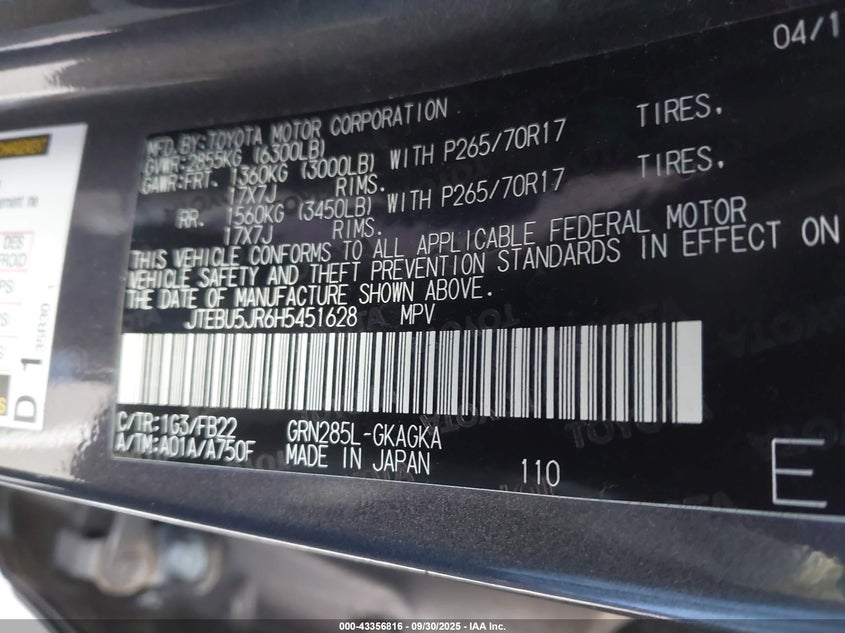 04/1
MFD.BY:TOYOTA MOTOR CORPORATION
GVWR:2855KG (6300LB)
GAWR:FRT. 1360KG (3000LB) WITH P265/70R17 TIRES,
17X7J RIMS.
RR. 1560KG (3450LB) WITH P265/70R17 TIRES,
17X7J RIMS.
THIS VEHICLE CONFORMS TO ALL APPLICABLE FEDERAL MOTOR
VEHICLE SAFETY AND THEFT PREVENTION STANDARDS IN EFFECT ON
THE DATE OF MANUFACTURE SHOWN ABOVE.
JTEBU5JR6H5451628 MPV
C/TR:1G3/FB22 GRN285L-GKAGKA
A/TM:A01A/A750F MADE IN JAPAN
110
E
DES
FROID
D 1
000-43356816 - 09/30/2025 - IAA Inc.